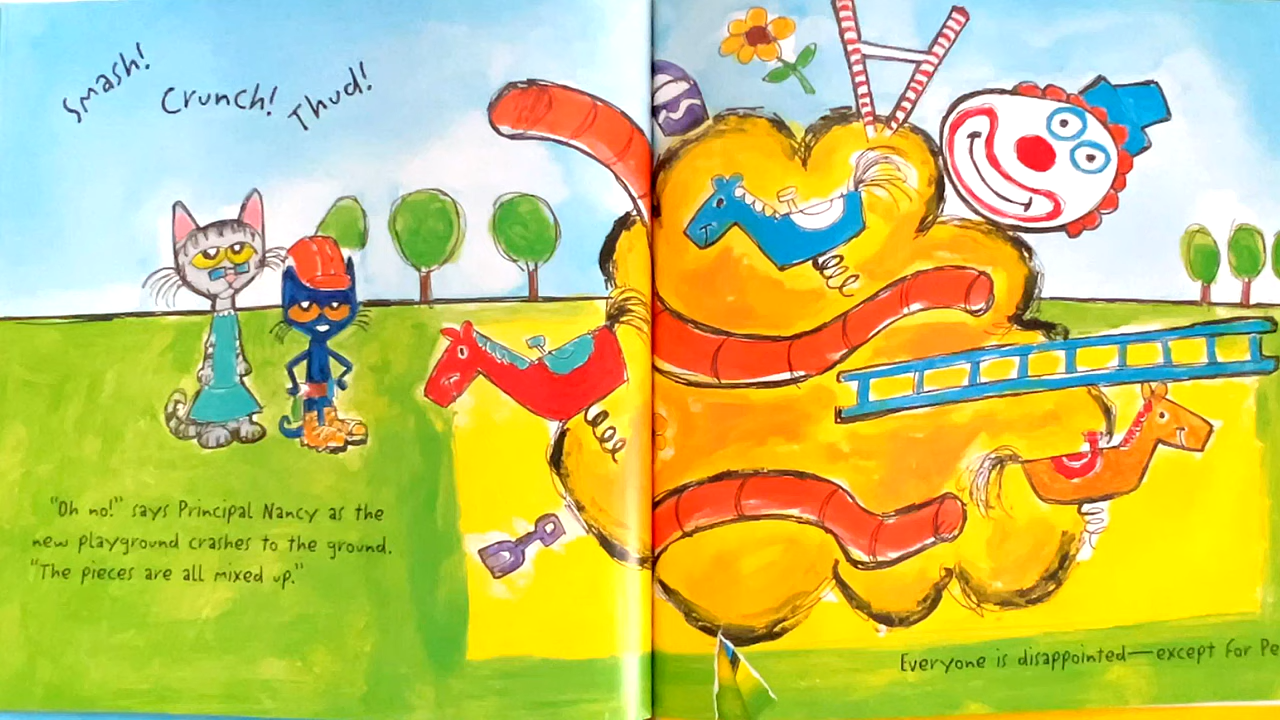 Smash!
Crunch!
Thud!
"Oh no!" says Principal Nancy as the
new playground crashes to the ground.
"The pieces are all mixed up."
Everyone is disappointed—except for Pe